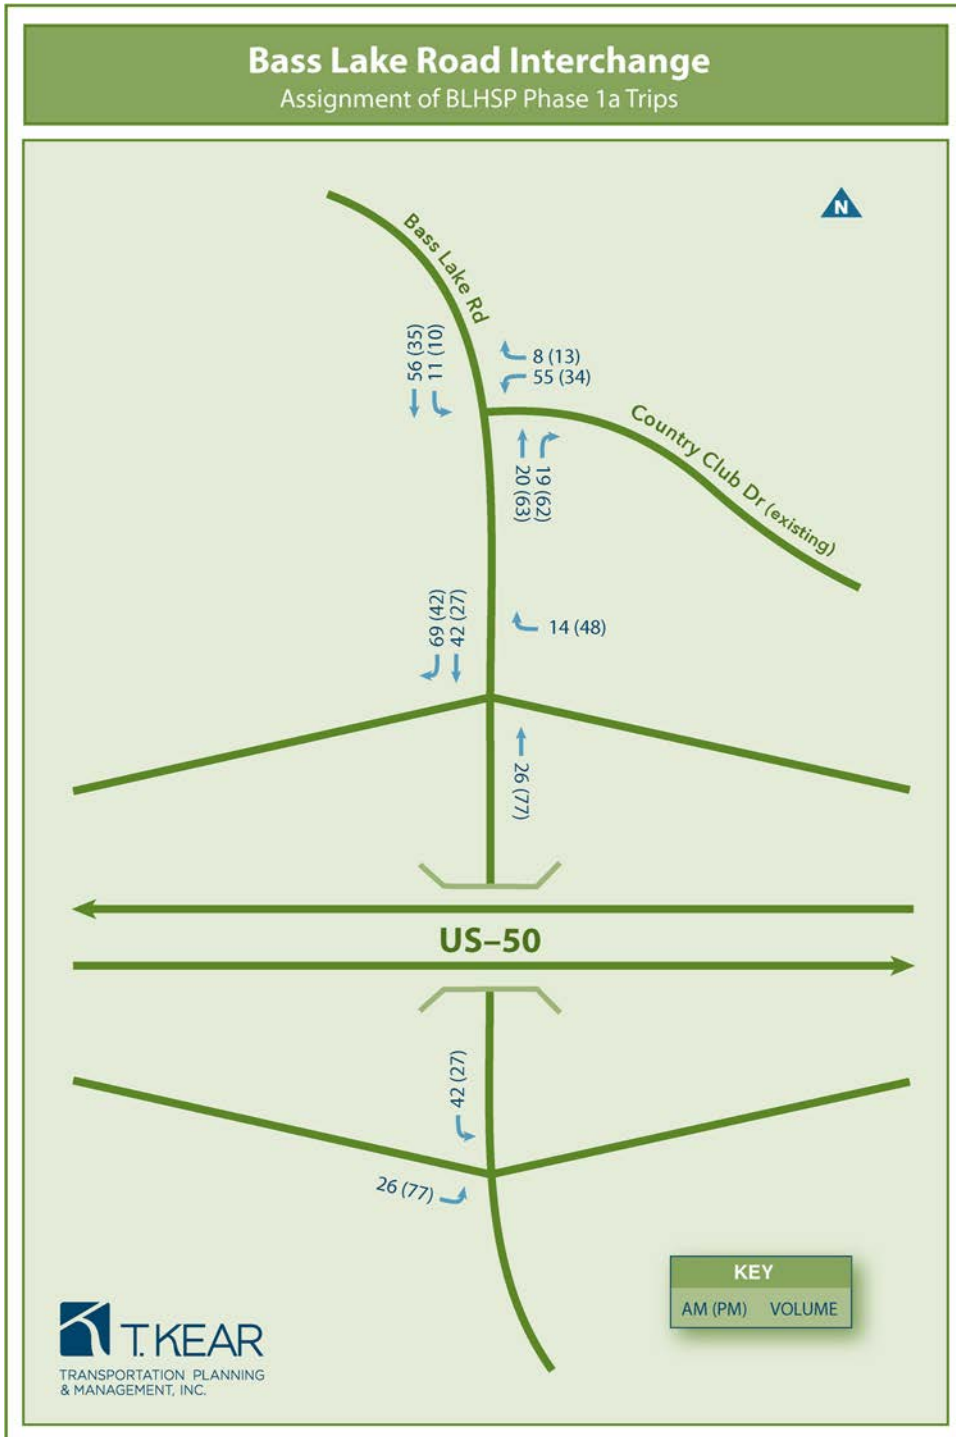 Bass Lake Road Interchange
Assignment of BLHSP Phase 1a Trips
N
Bass Lake Rd
56 (35)
11 (10)
8 (13)
55 (34)
Country Club Dr (existing)
19 (62)
20 (63)
69 (42)
42 (27)
14 (48)
26 (77)
US–50
42 (27)
26 (77)
KEY
AM (PM) VOLUME
T.KEAR
TRANSPORTATION PLANNING
& MANAGEMENT, INC.